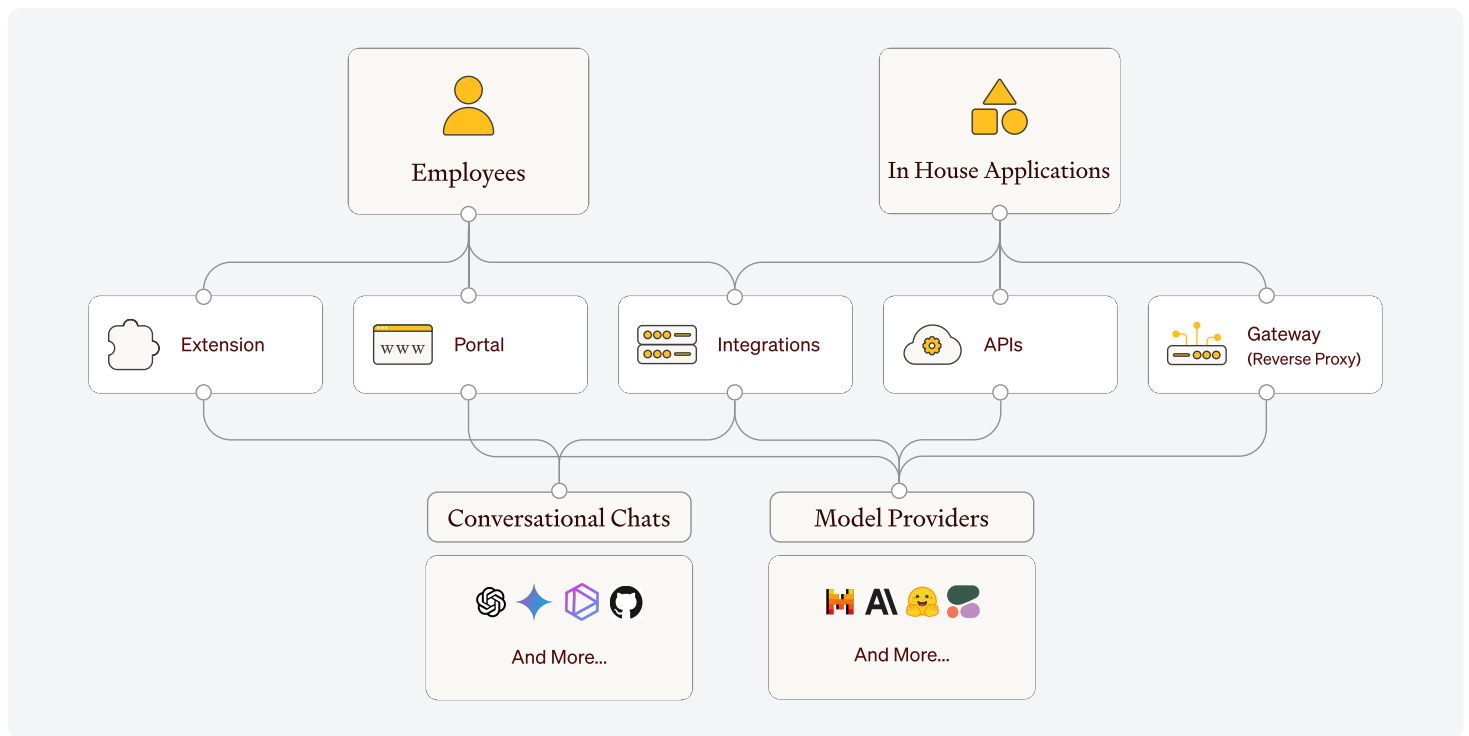 Employees
In House Applications
Extension
WWW
Portal
Integrations
APIs
Gateway
(Reverse Proxy)
Conversational Chats
Model Providers
And More...
And More...